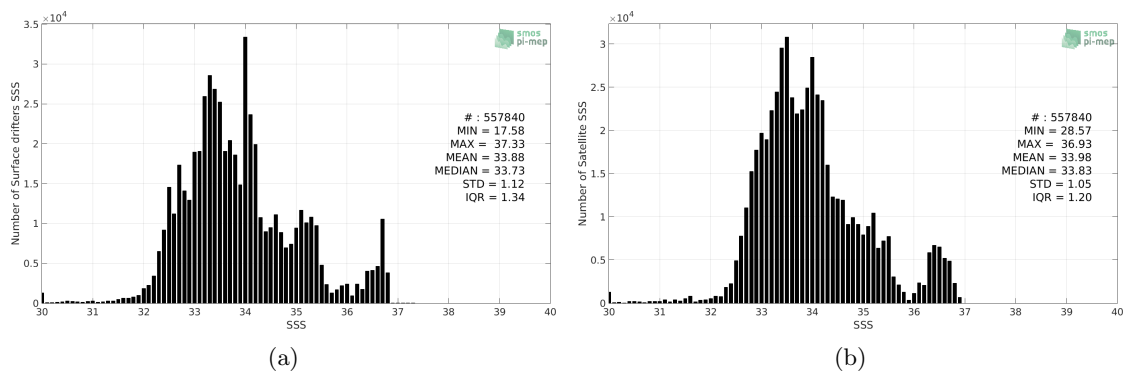 ×10⁴
3.5
3
2.5
2
1.5
1
0.5
0
30 31 32 33 34 35 36 37 38 39 40
SSS
Number of Surface drifters SSS
smos
pi-mep
# : 557840
MIN = 17.58
MAX = 37.33
MEAN = 33.88
MEDIAN = 33.73
STD = 1.12
IQR = 1.34
(a)
×10⁴
3
2.5
2
1.5
1
0.5
0
30 31 32 33 34 35 36 37 38 39 40
SSS
Number of Satellite SSS
smos
pi-mep
# : 557840
MIN = 28.57
MAX = 36.93
MEAN = 33.98
MEDIAN = 33.83
STD = 1.05
IQR = 1.20
(b)